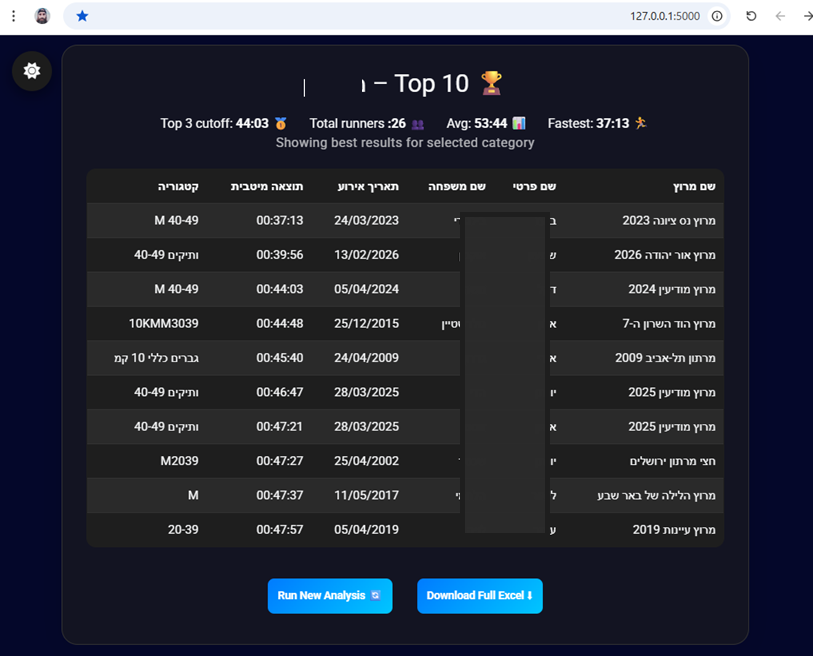 127.0.0.1:5000
– Top 10 🏆
Top 3 cutoff: 44:03 🥉 Total runners :26 👥 Avg: 53:44 📊 Fastest: 37:13 🏃
Showing best results for selected category
שם מרוץ שם פרטי שם משפחה תאריך אירוע תוצאה מיטבית קטגוריה
מרוץ נס ציונה 2023 24/03/2023 00:37:13 M 40-49
מרוץ אור יהודה 2026 13/02/2026 00:39:56 ותיקים 40-49
מרוץ מודיעין 2024 05/04/2024 00:44:03 M 40-49
מרוץ הוד השרון ה-7 25/12/2015 00:44:48 10KMM3039
מרתון תל-אביב 2009 24/04/2009 00:45:40 גברים כללי 10 קמ
מרוץ מודיעין 2025 28/03/2025 00:46:47 ותיקים 40-49
מרוץ מודיעין 2025 28/03/2025 00:47:21 ותיקים 40-49
חצי מרתון ירושלים 25/04/2002 00:47:27 M2039
מרוץ הלילה של באר שבע 11/05/2017 00:47:37 M
מרוץ עיינות 2019 05/04/2019 00:47:57 20-39
Run New Analysis 🔄 Download Full Excel ⬇